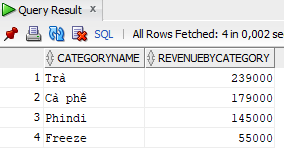 Query Result
SQL | All Rows Fetched: 4 in 0,002 se
CATEGORYNAME REVENUEBYCATEGORY
1 Trà 239000
2 Cà phê 179000
3 Phindi 145000
4 Freeze 55000